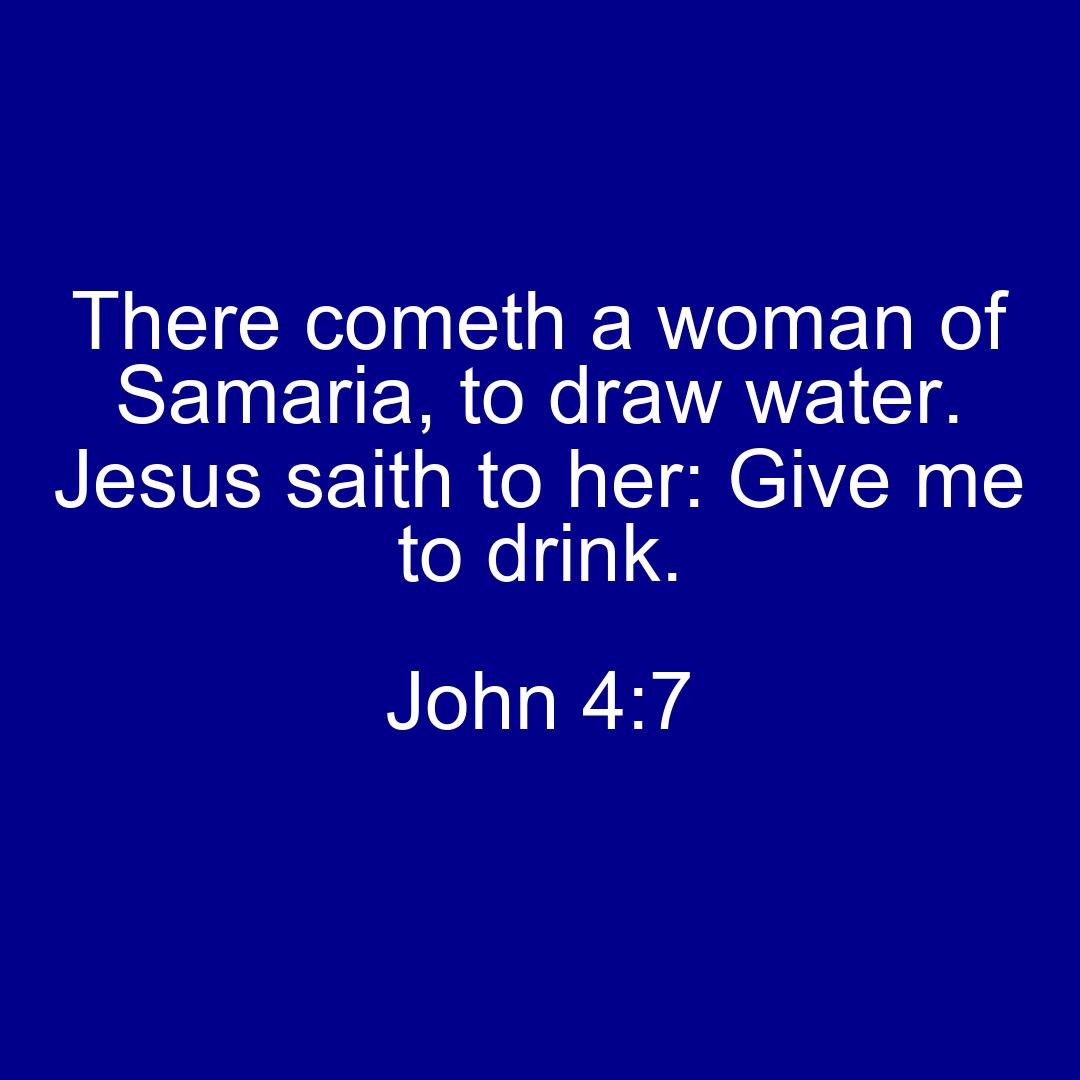 There cometh a woman of
Samaria, to draw water.
Jesus saith to her: Give me
to drink.
John 4:7